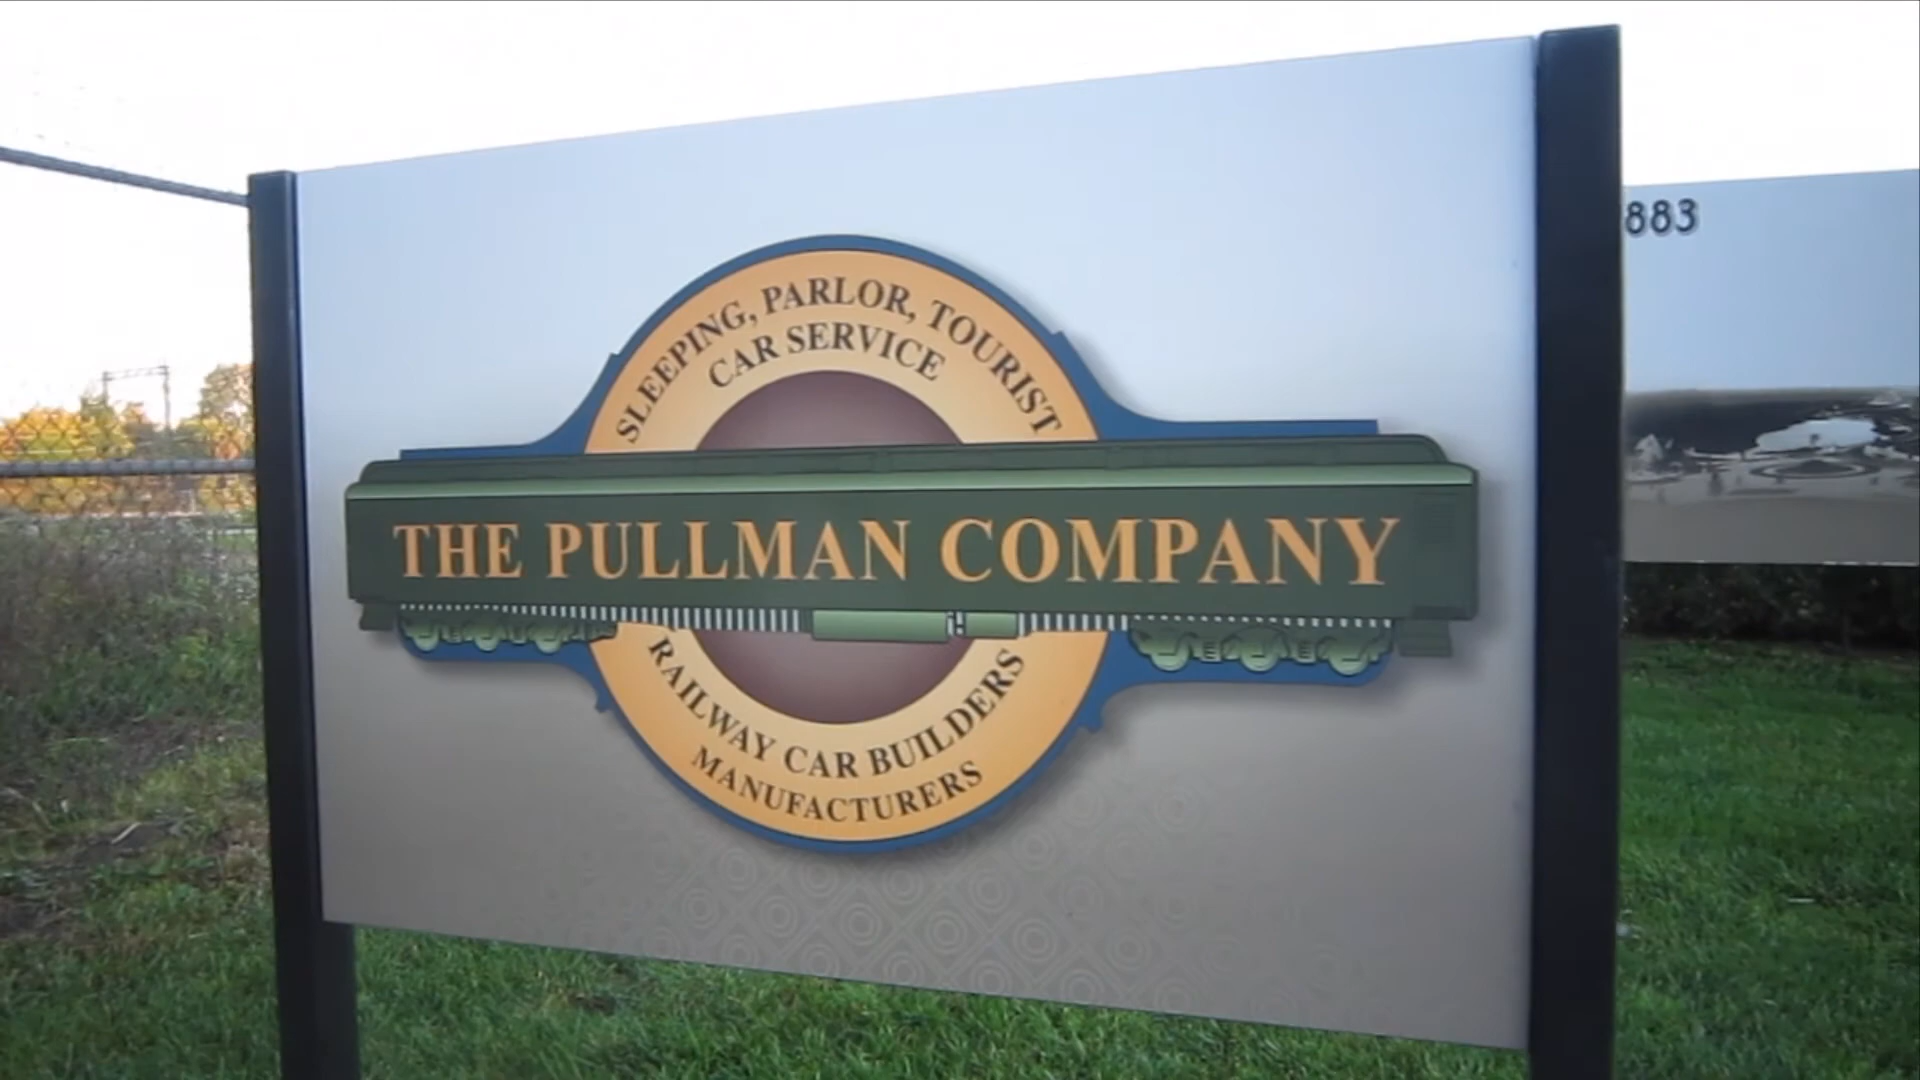 SLEEPING, PARLOR, TOURIST
CAR SERVICE
THE PULLMAN COMPANY
RAILWAY CAR BUILDERS
MANUFACTURERS
883